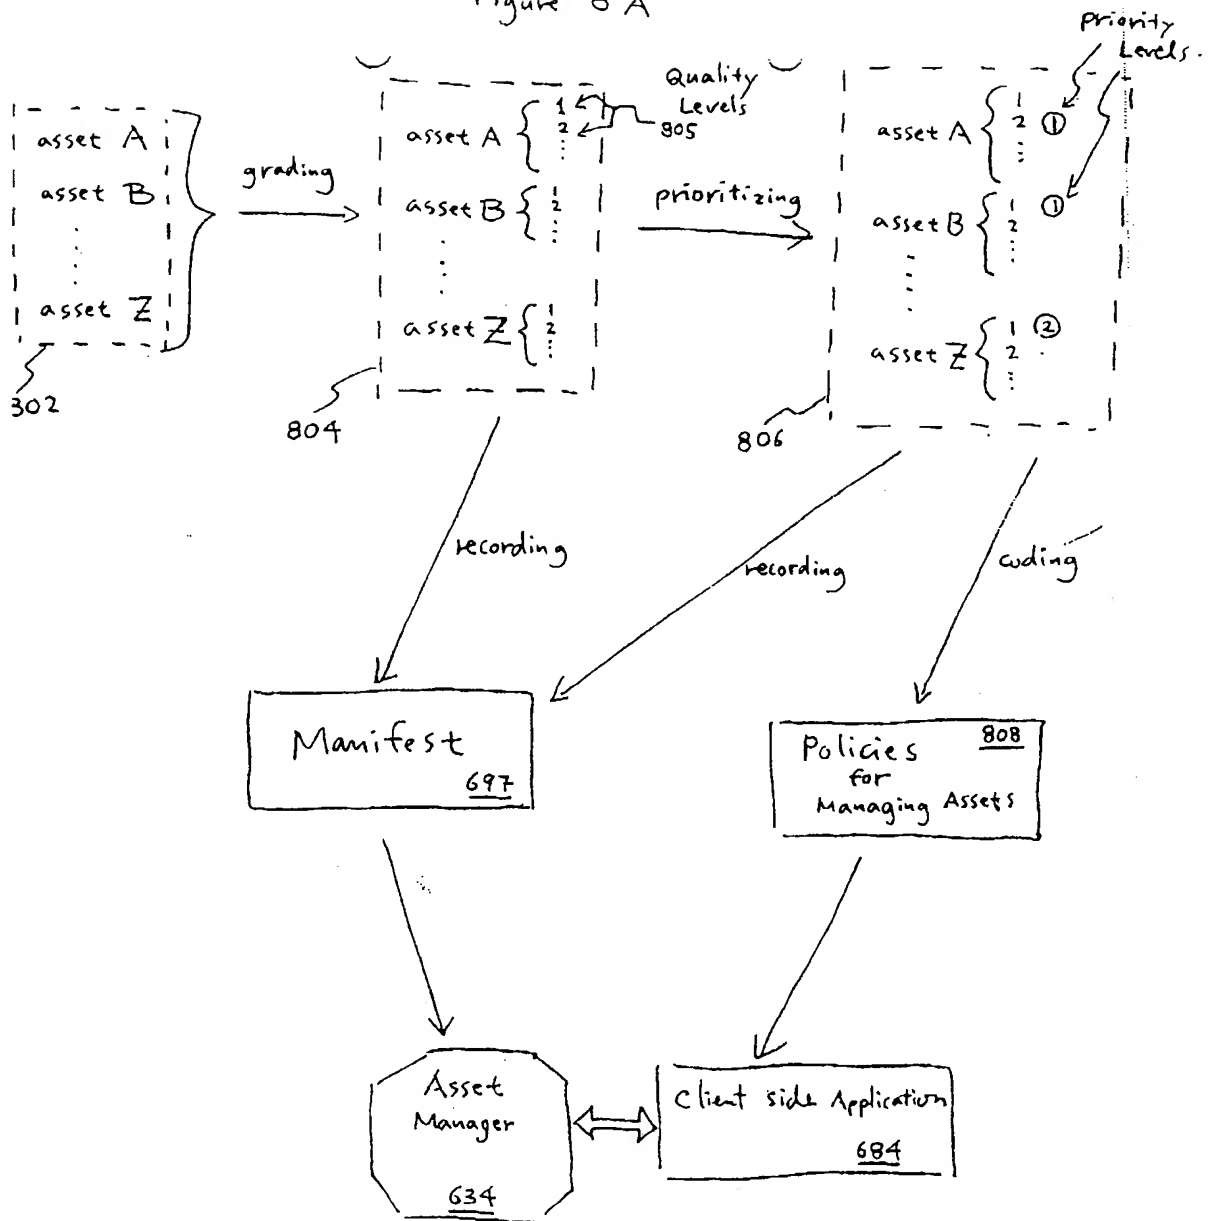 Figure 8 A
asset A
asset B
asset Z
302
grading
asset A { 1
2
asset B { 1
2
asset Z { 1
2
804
Quality
Levels
805
prioritizing
priority
Levels.
asset A { 1
2 ①
asset B { 1 ①
2
asset Z { 1 ②
2
806
recording
recording
coding
Manifest
697
Policies 808
for
Managing Assets
Asset
Manager
634
Client side Application
684